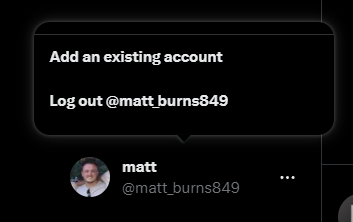 Add an existing account
Log out @matt_burns849
matt
@matt_burns849